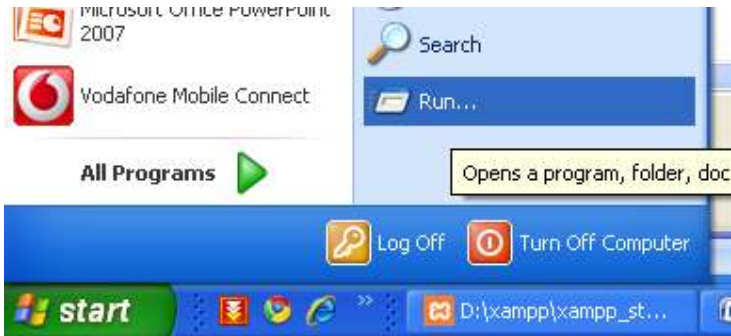 Microsoft Office PowerPoint
2007
Search
Vodafone Mobile Connect
Run...
All Programs
Opens a program, folder, doc
Log Off
Turn Off Computer
start
»
D:\xampp\xampp_st...